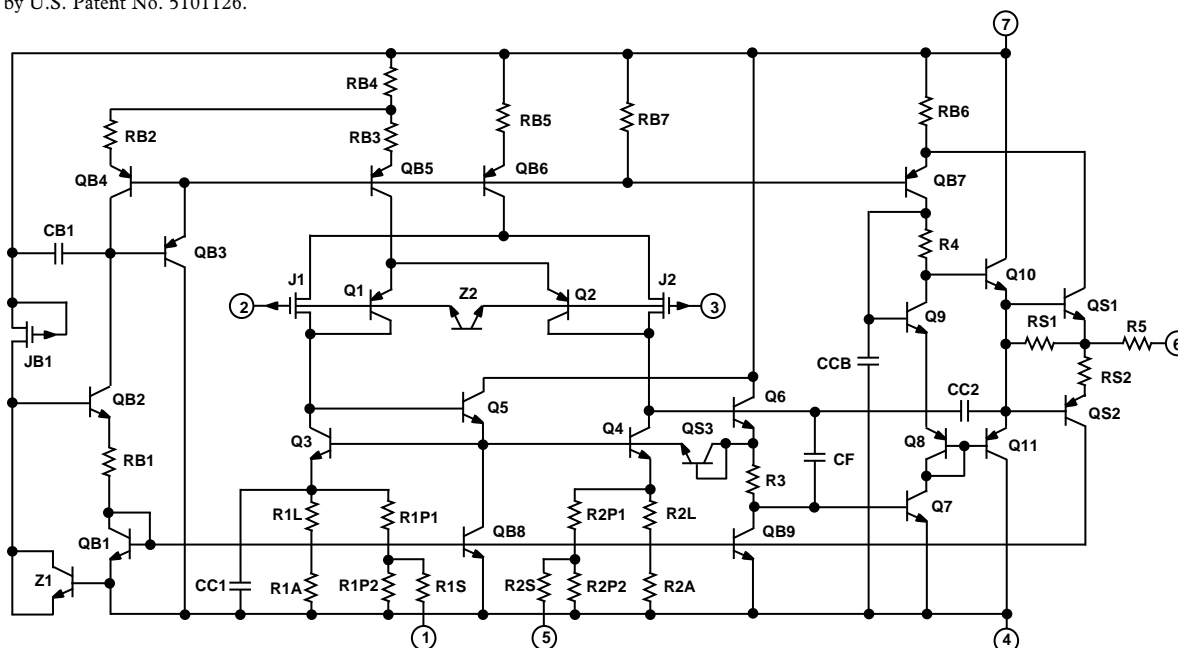 by U.S. Patent No. 5101126.
7
RB4
RB2
RB3
RB5
RB7
RB6
QB4
QB5
QB6
QB7
CB1
QB3
R4
J1
Q1
Z2
Q2
J2
Q10
2
3
Q9
QS1
RS1
R5
6
JB1
CCB
RS2
QB2
Q5
Q6
CC2
QS2
Q3
Q4
QS3
Q8
Q11
RB1
R3
CF
R1L
R1P1
R2P1
R2L
Q7
QB1
QB8
QB9
Z1
CC1
R1A
R1P2
R1S
R2S
R2P2
R2A
1
5
4